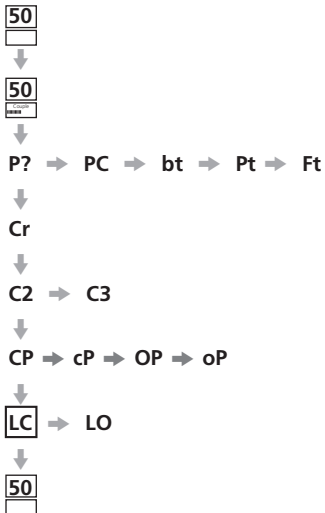 50
50
Couple
P? PC bt Pt Ft
Cr
C2 C3
CP cP OP oP
LC LO
50